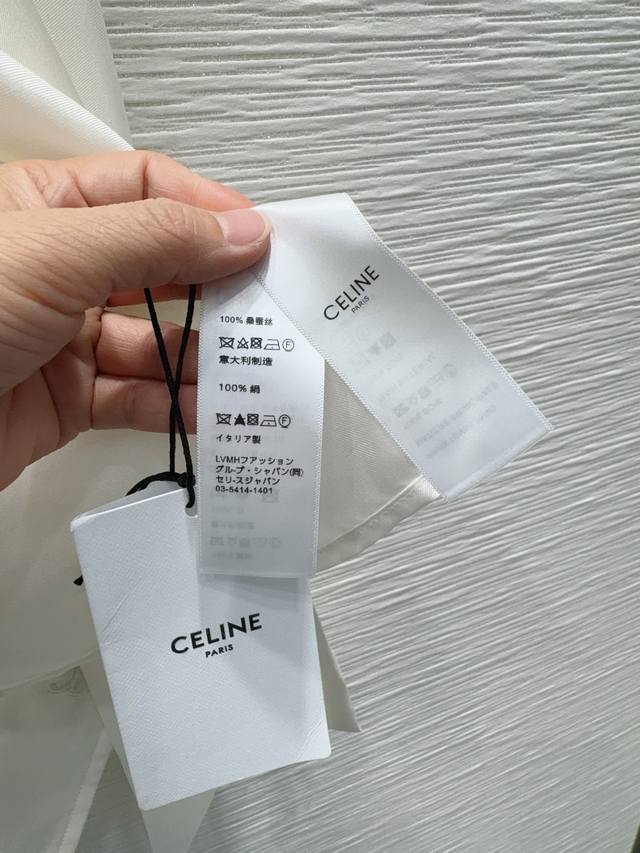 CELINE
PARIS
100% 桑蚕丝
意大利制造
100% 絹
イタリア製
LVMHファッション
グループ・ジャパン(同)
セリーヌジャパン
03-5414-1401
CELINE
PARIS